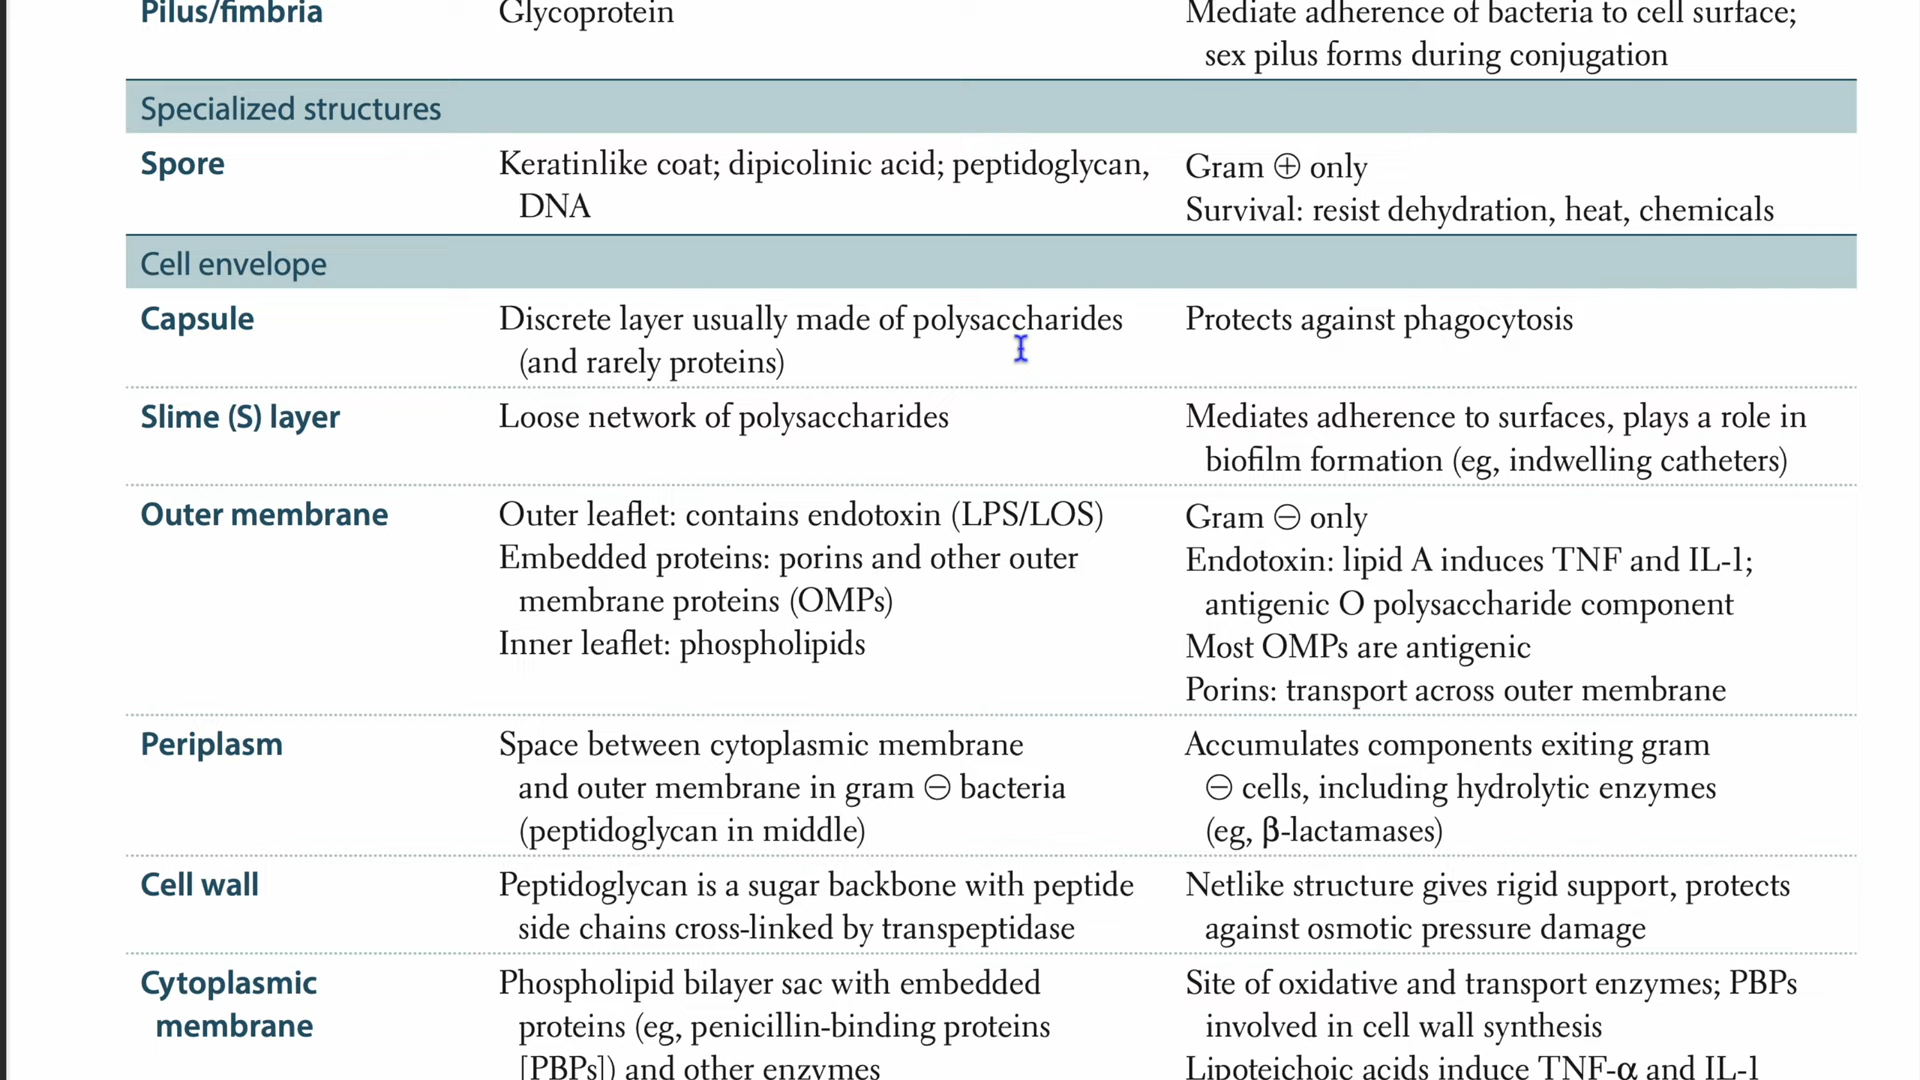 Pilus/fimbria
Glycoprotein
Mediate adherence of bacteria to cell surface;
sex pilus forms during conjugation
Specialized structures
Spore
Keratinlike coat; dipicolinic acid; peptidoglycan,
DNA
Gram ⊕ only
Survival: resist dehydration, heat, chemicals
Cell envelope
Capsule
Discrete layer usually made of polysaccharides
(and rarely proteins)
Protects against phagocytosis
Slime (S) layer
Loose network of polysaccharides
Mediates adherence to surfaces, plays a role in
biofilm formation (eg, indwelling catheters)
Outer membrane
Outer leaflet: contains endotoxin (LPS/LOS)
Embedded proteins: porins and other outer
membrane proteins (OMPs)
Inner leaflet: phospholipids
Gram ⊖ only
Endotoxin: lipid A induces TNF and IL-1;
antigenic O polysaccharide component
Most OMPs are antigenic
Porins: transport across outer membrane
Periplasm
Space between cytoplasmic membrane
and outer membrane in gram ⊖ bacteria
(peptidoglycan in middle)
Accumulates components exiting gram
⊖ cells, including hydrolytic enzymes
(eg, β-lactamases)
Cell wall
Peptidoglycan is a sugar backbone with peptide
side chains cross-linked by transpeptidase
Netlike structure gives rigid support, protects
against osmotic pressure damage
Cytoplasmic
membrane
Phospholipid bilayer sac with embedded
proteins (eg, penicillin-binding proteins
[PBPs]) and other enzymes
Site of oxidative and transport enzymes; PBPs
involved in cell wall synthesis
Lipoteichoic acids induce TNF-α and IL-1